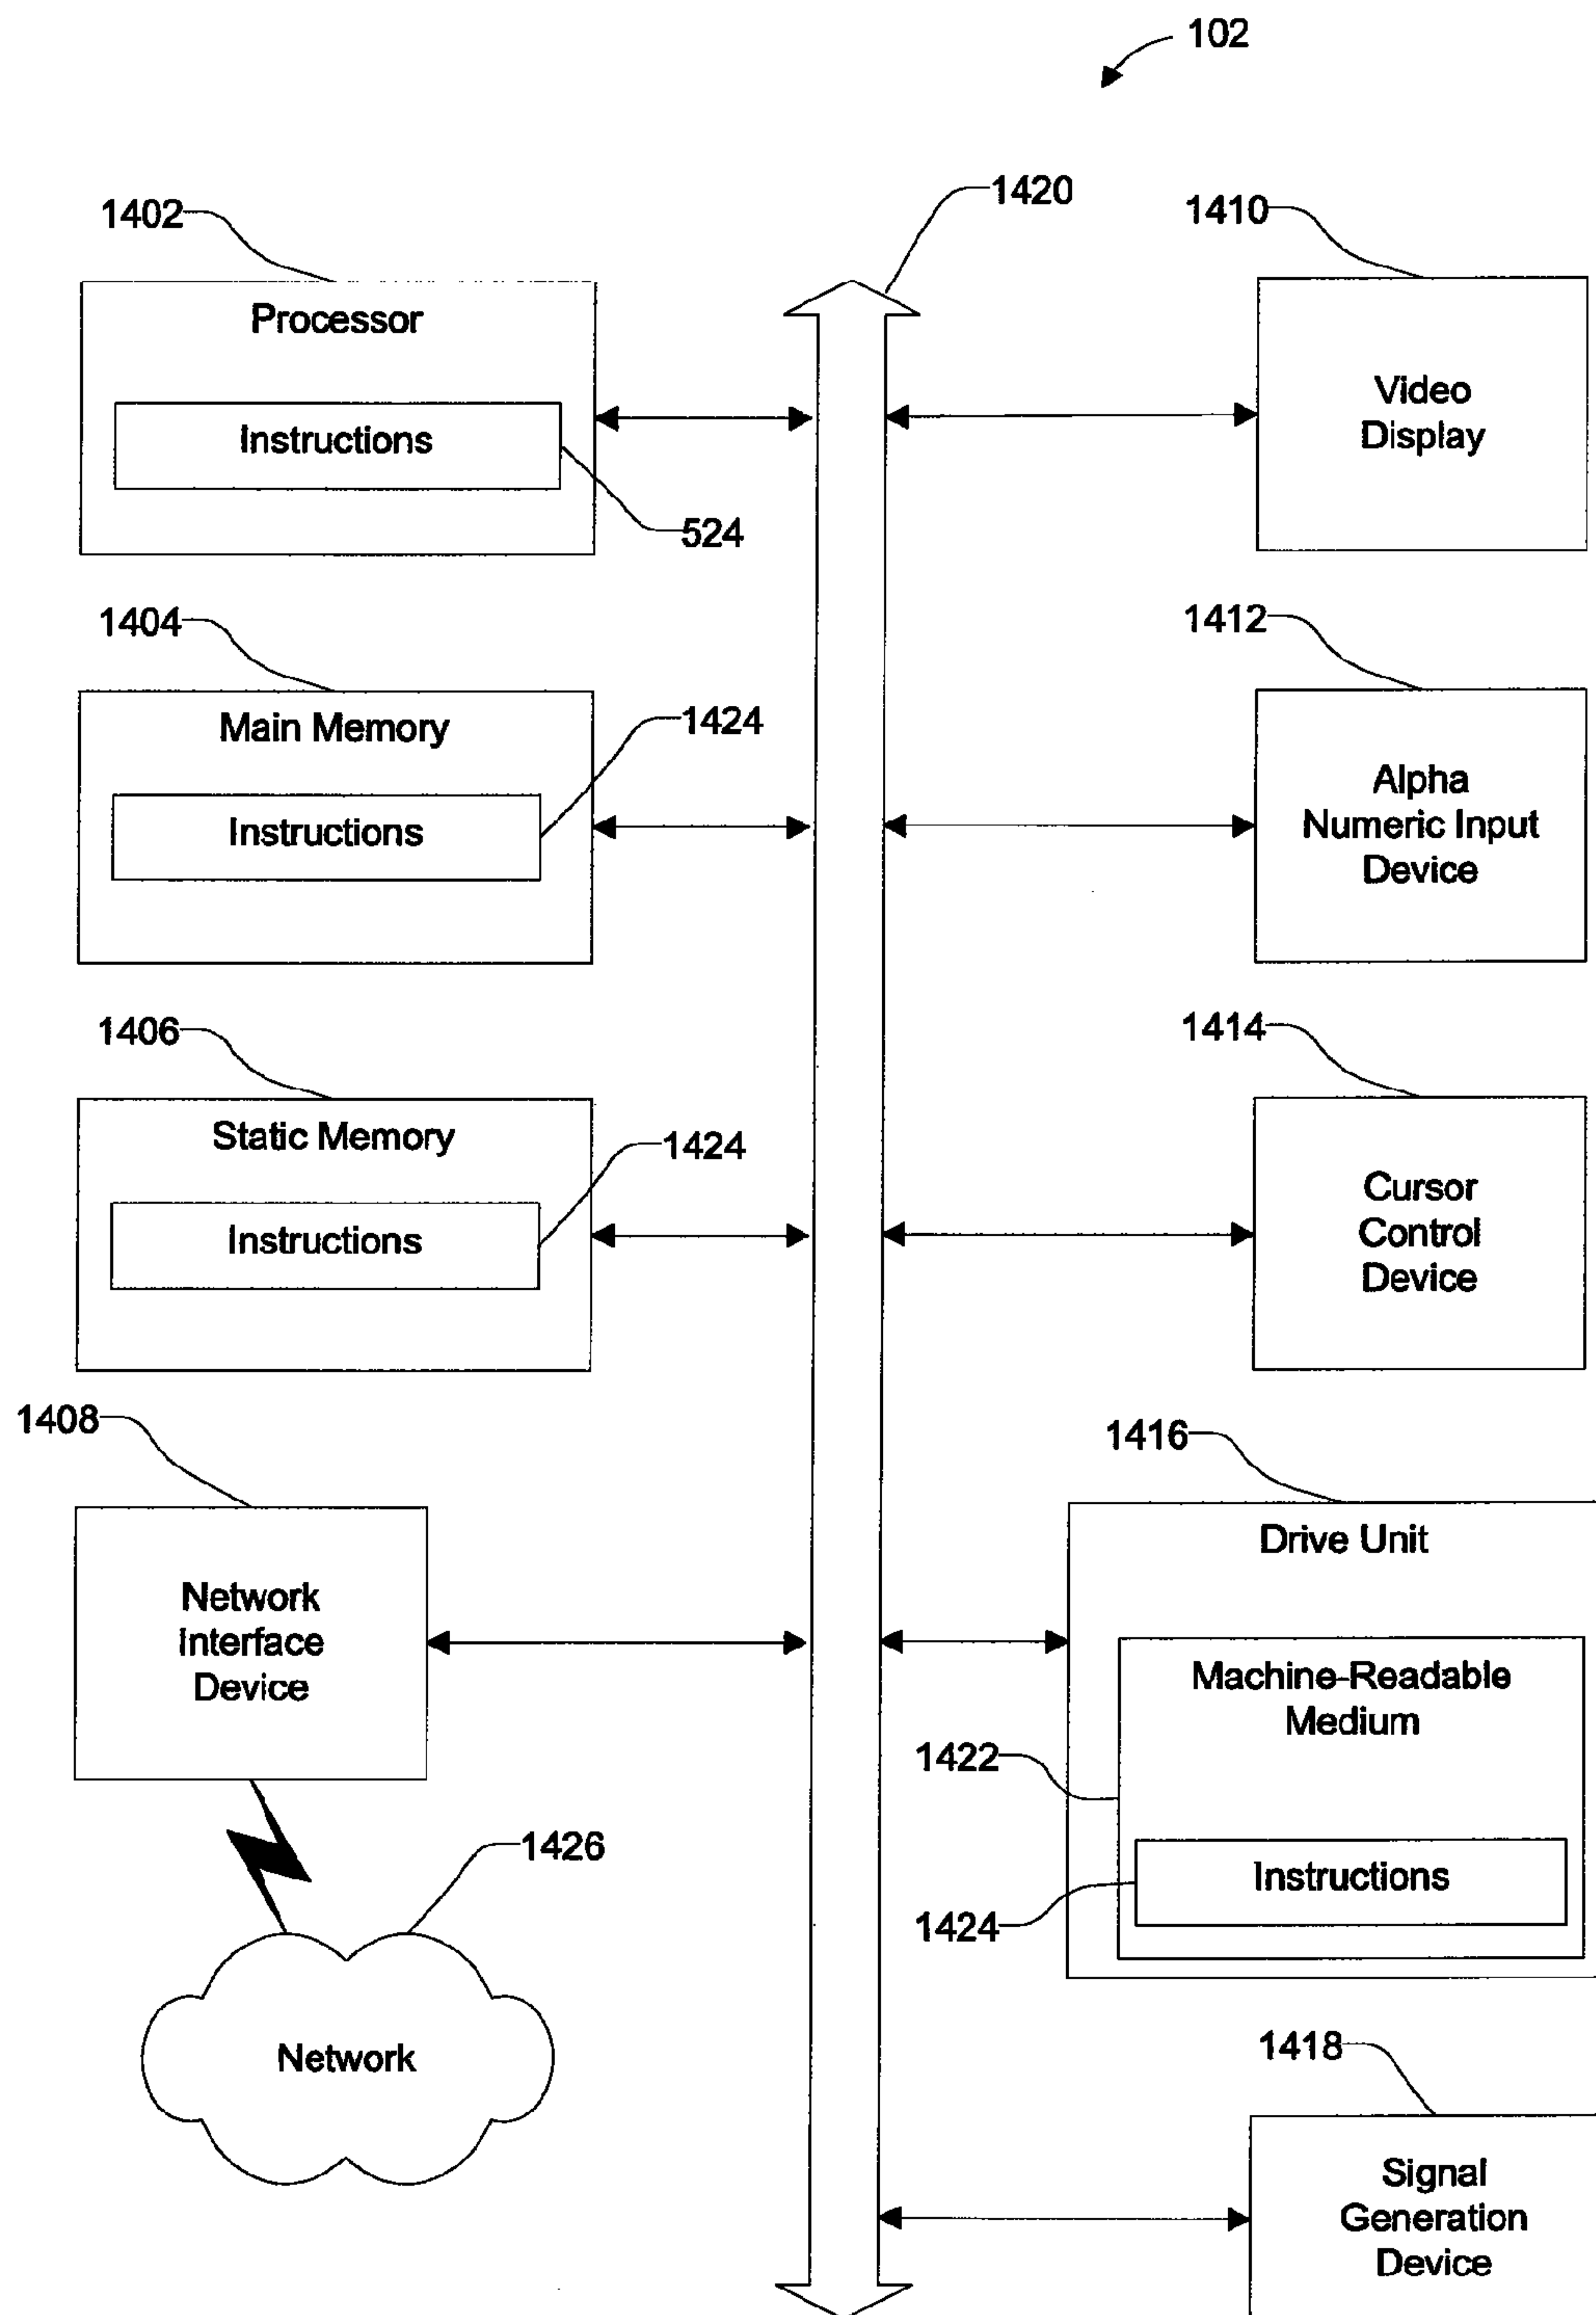 102
1420
1402
1410
Processor
Instructions
524
Video
Display
1404
1412
Main Memory
1424
Instructions
Alpha
Numeric Input
Device
1406
1414
Static Memory
1424
Instructions
Cursor
Control
Device
1408
1416
Network
Interface
Device
Drive Unit
Machine-Readable
Medium
1422
Instructions
1424
1426
Network
1418
Signal
Generation
Device